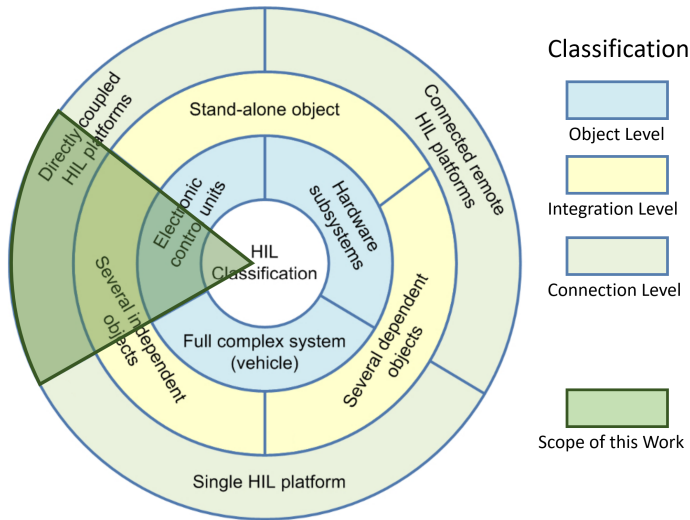 Classification
Object Level
Integration Level
Connection Level
Scope of this Work
Directly coupled
HIL platforms
Connected remote
HIL platforms
Single HIL platform
Stand-alone object
Several independent
objects
Several dependent
objects
Electronic
control units
Hardware
subsystems
Full complex system
(vehicle)
HIL
Classification